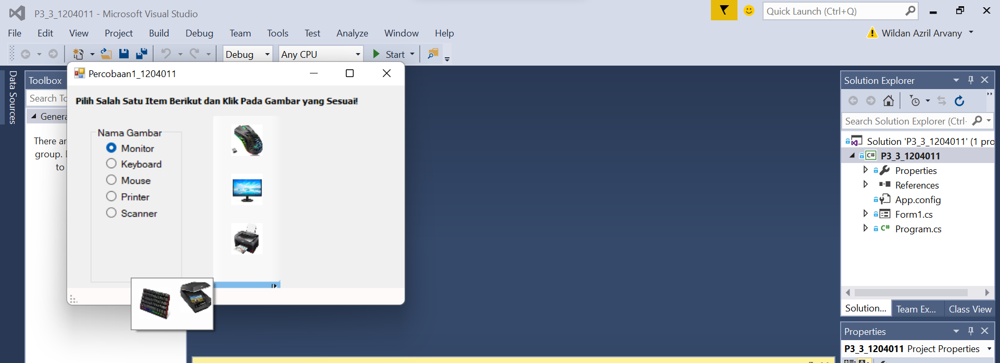 P3_3_1204011 - Microsoft Visual Studio
Quick Launch (Ctrl+Q)
File Edit View Project Build Debug Team Tools Test Analyze Window Help
Wildan Azril Arvany
Debug Any CPU Start
Data Sources
Toolbox
Search To
Genera
There ar
group. D
to
Percobaan1_1204011
Pilih Salah Satu Item Berikut dan Klik Pada Gambar yang Sesuai!
Nama Gambar
Monitor
Keyboard
Mouse
Printer
Scanner
Solution Explorer
Search Solution Explorer (Ctrl-
Solution 'P3_3_1204011' (1 pro
C# P3_3_1204011
Properties
References
App.config
Form1.cs
C# Program.cs
Solution... Team Ex... Class View
Properties
P3_3_1204011 Project Properties